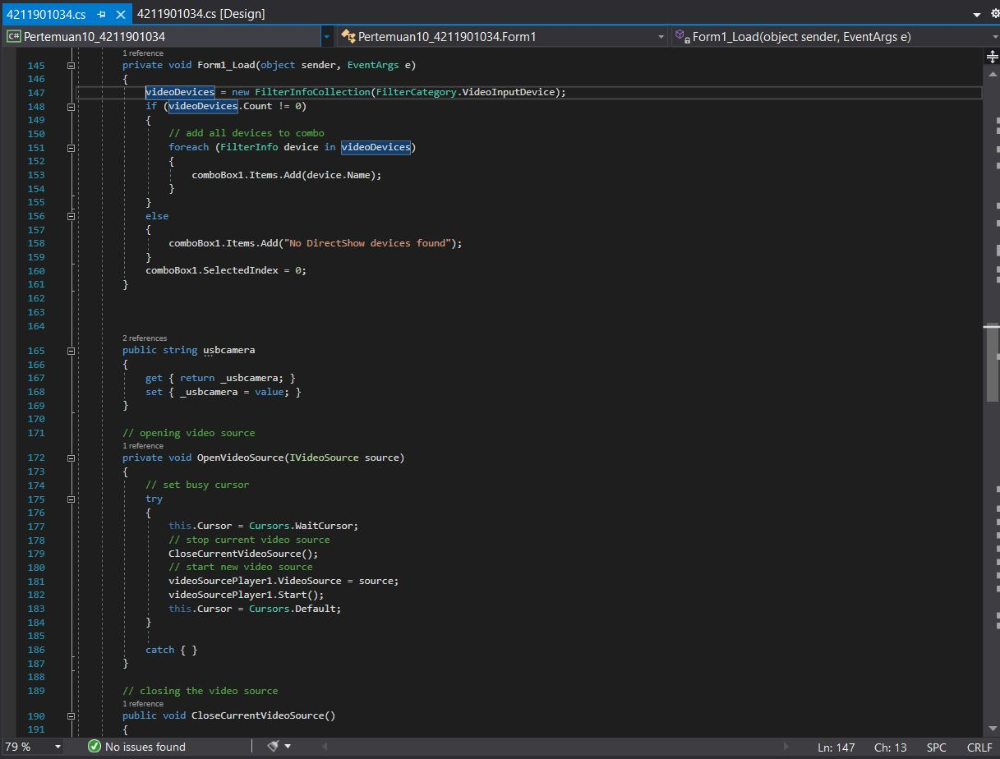 4211901034.cs 4211901034.cs [Design]
C# Pertemuan10_4211901034 Pertemuan10_4211901034.Form1 Form1_Load(object sender, EventArgs e)
1 reference
145 private void Form1_Load(object sender, EventArgs e)
146 {
147 videoDevices = new FilterInfoCollection(FilterCategory.VideoInputDevice);
148 if (videoDevices.Count != 0)
149 {
150 // add all devices to combo
151 foreach (FilterInfo device in videoDevices)
152 {
153 comboBox1.Items.Add(device.Name);
154 }
155 }
156 else
157 {
158 comboBox1.Items.Add("No DirectShow devices found");
159 }
160 comboBox1.SelectedIndex = 0;
161 }
162
163
164
2 references
165 public string usbcamera
166 {
167 get { return _usbcamera; }
168 set { _usbcamera = value; }
169 }
170
171 // opening video source
1 reference
172 private void OpenVideoSource(IVideoSource source)
173 {
174 // set busy cursor
175 try
176 {
177 this.Cursor = Cursors.WaitCursor;
178 // stop current video source
179 CloseCurrentVideoSource();
180 // start new video source
181 videoSourcePlayer1.VideoSource = source;
182 videoSourcePlayer1.Start();
183 this.Cursor = Cursors.Default;
184 }
185
186 catch { }
187 }
188
189 // closing the video source
1 reference
190 public void CloseCurrentVideoSource()
191 {
79 % No issues found Ln: 147 Ch: 13 SPC CRLF